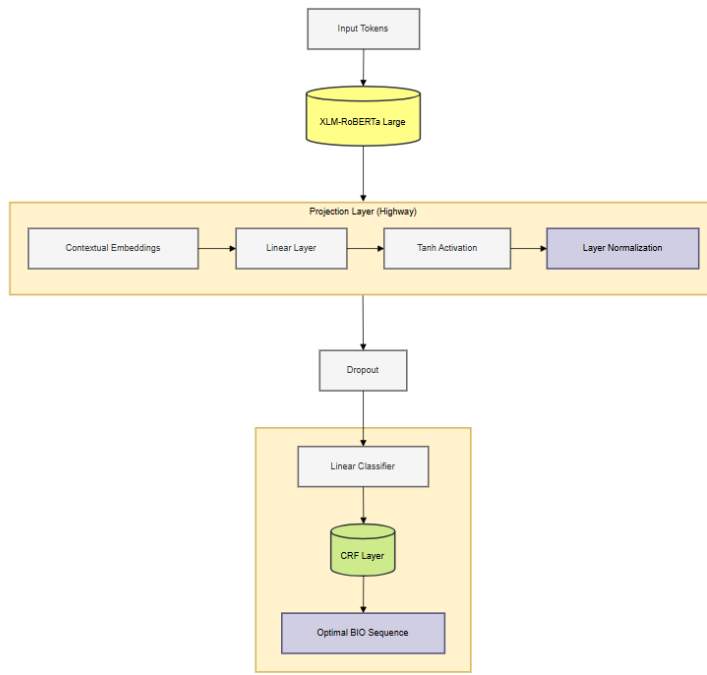 Input Tokens
XLM-RoBERTa Large
Projection Layer (Highway)
Contextual Embeddings
Linear Layer
Tanh Activation
Layer Normalization
Dropout
Linear Classifier
CRF Layer
Optimal BIO Sequence